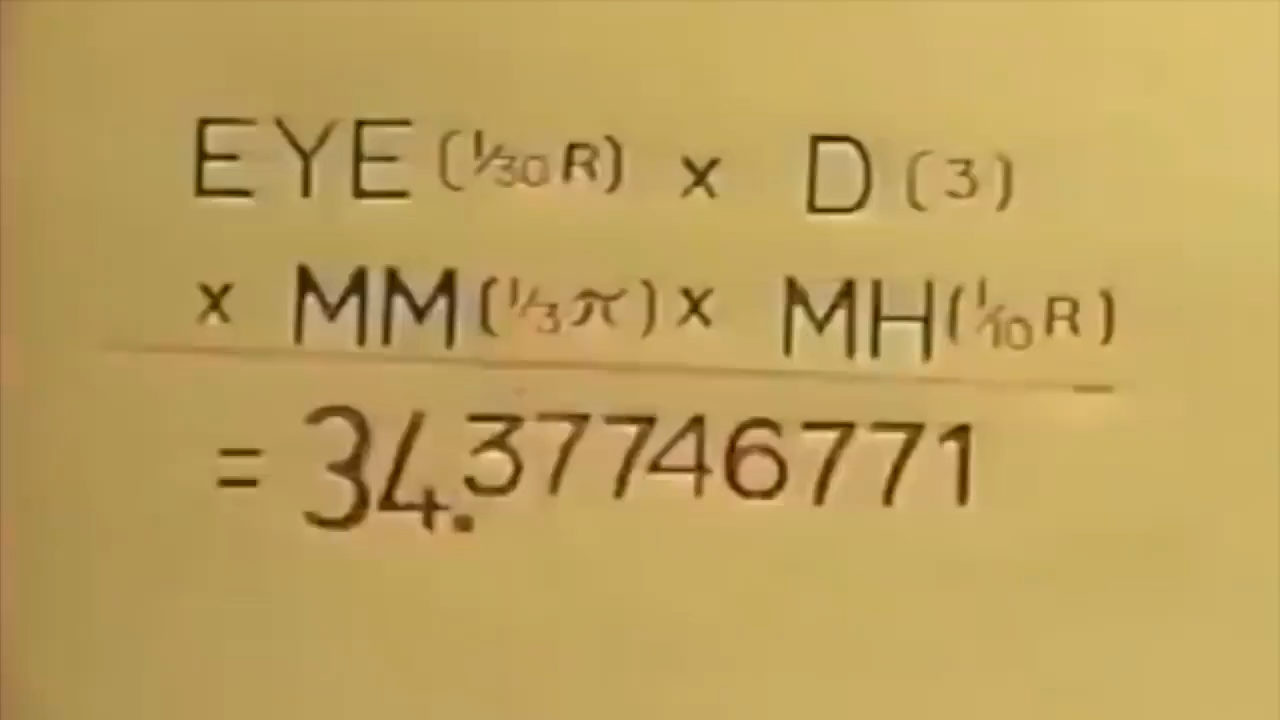 EYE (1/30 R) x D (3)
x MM (1/3 π) x MH (1/10 R)
= 34.37746771